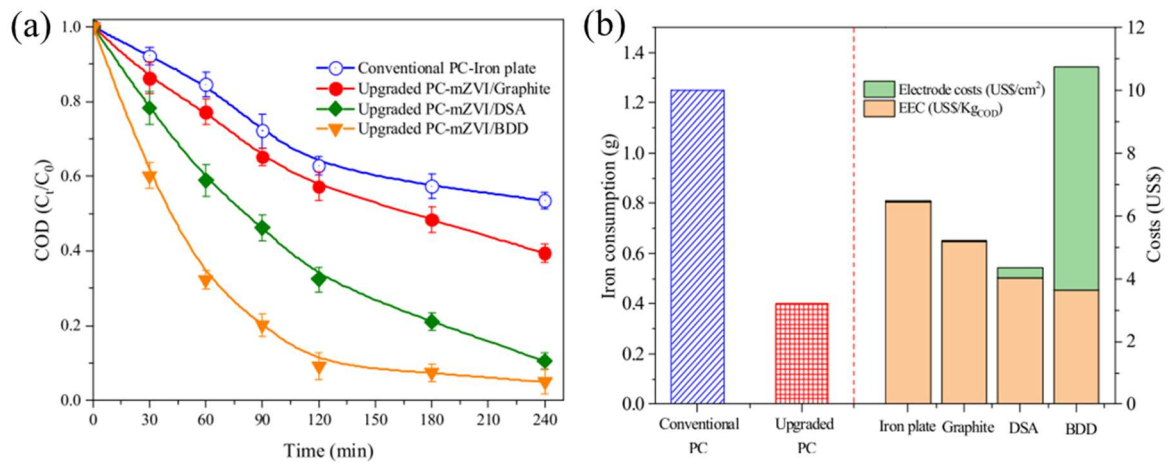 (a)
COD (Cₜ/C₀)
1.0
0.8
0.6
0.4
0.2
0.0
Conventional PC-Iron plate
Upgraded PC-mZVI/Graphite
Upgraded PC-mZVI/DSA
Upgraded PC-mZVI/BDD
0 30 60 90 120 150 180 210 240
Time (min)
(b)
Iron consumption (g)
1.4
1.2
1.0
0.8
0.6
0.4
0.2
0.0
Electrode costs (US$/cm²)
EEC (US$/Kg_COD)
12
10
8
6
4
2
0
Costs (US$)
Conventional
PC
Upgraded
PC
Iron plate Graphite DSA BDD